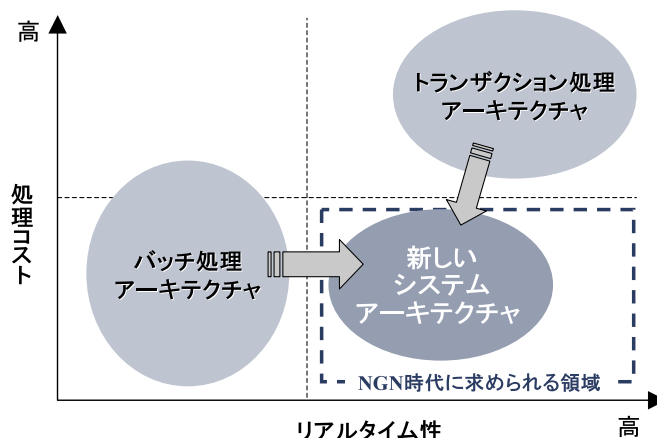 高
トランザクション処理
アーキテクチャ
処理コスト
バッチ処理
アーキテクチャ
新しい
システム
アーキテクチャ
NGN時代に求められる領域
リアルタイム性
高